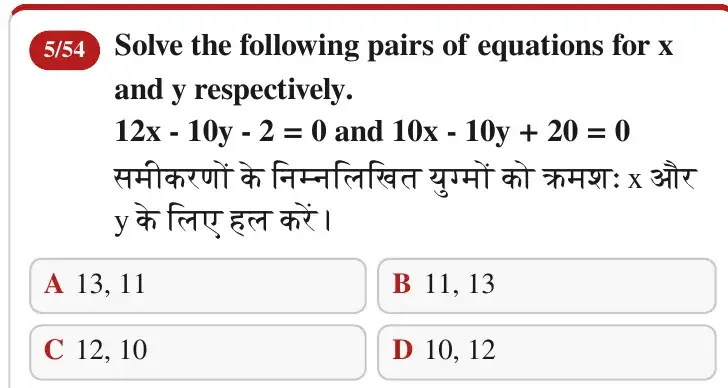 5/54 Solve the following pairs of equations for x
and y respectively.
12x - 10y - 2 = 0 and 10x - 10y + 20 = 0
समीकरणों के निम्नलिखित युग्मों को क्रमशः x और
y के लिए हल करें।
A 13, 11
B 11, 13
C 12, 10
D 10, 12